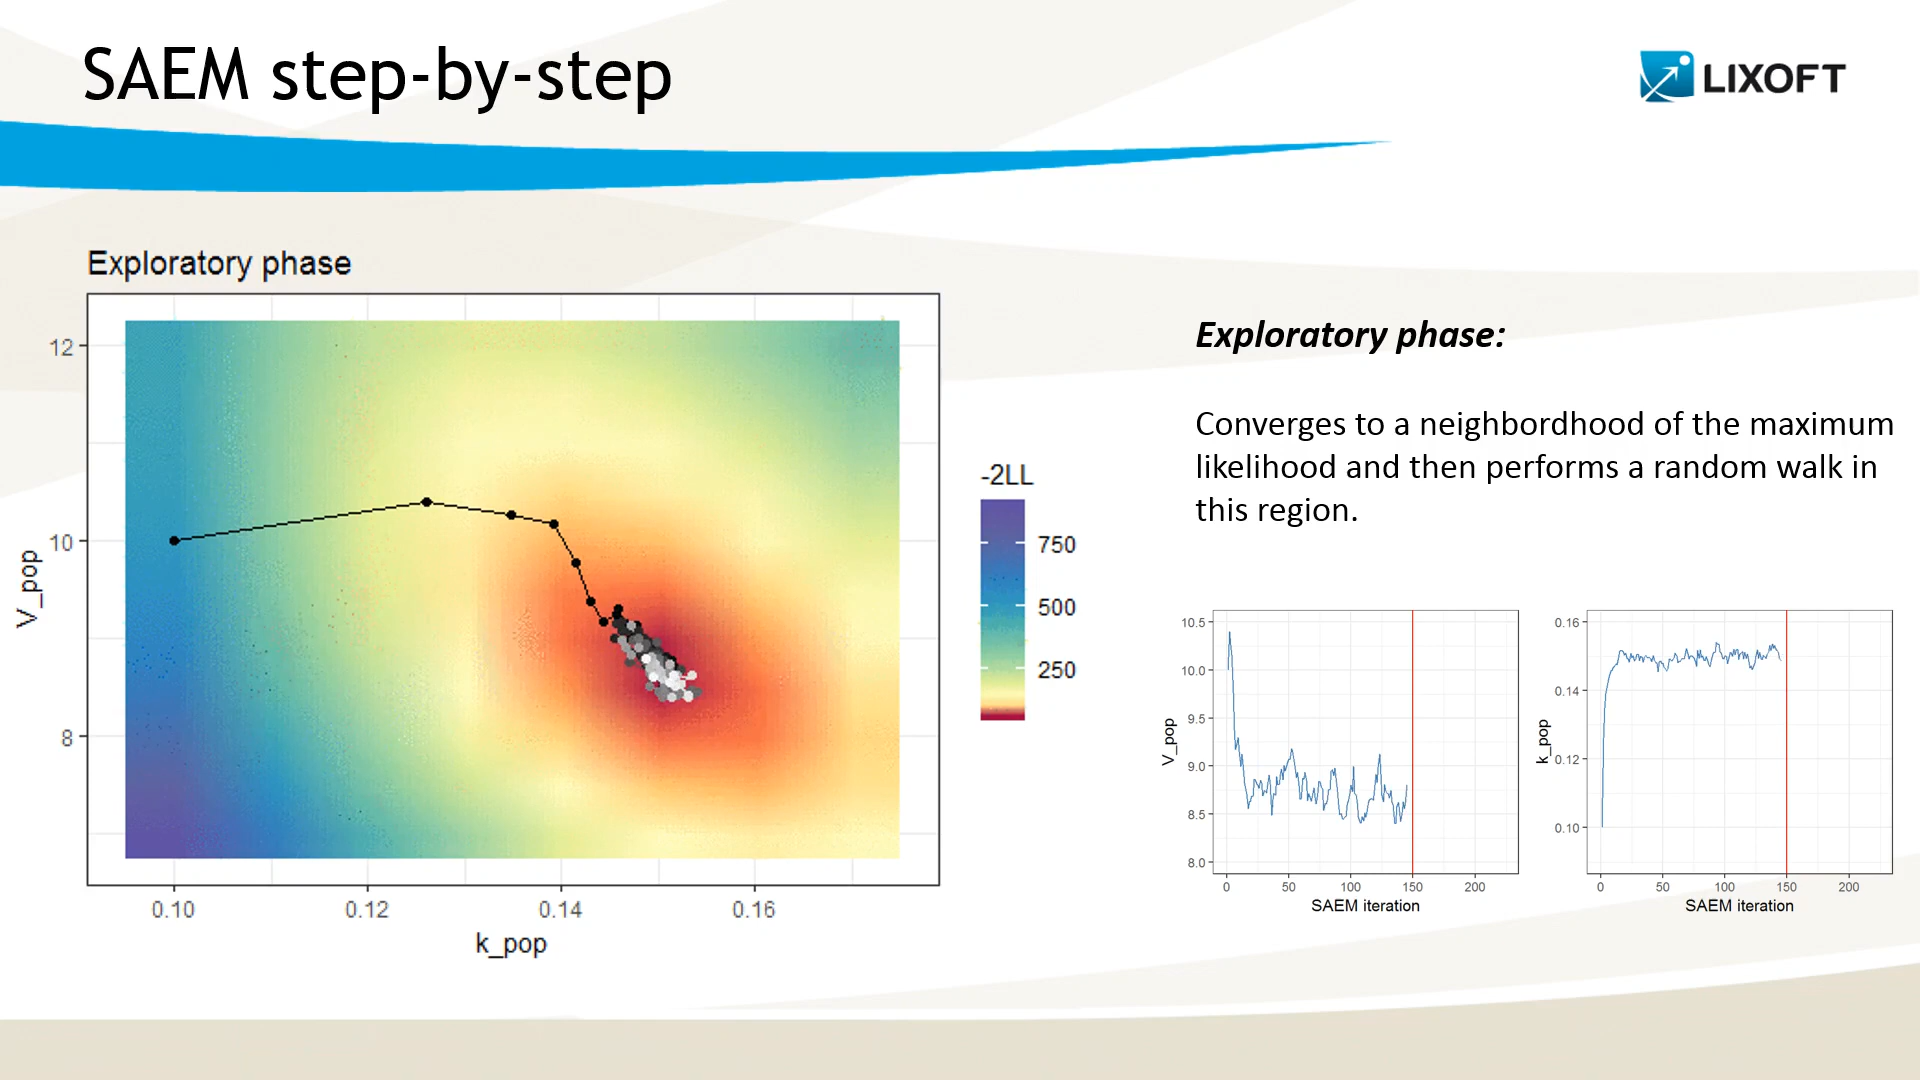 SAEM step-by-step
LIXOFT
Exploratory phase
12
10
8
V_pop
0.10
0.12
0.14
0.16
k_pop
-2LL
750
500
250
Exploratory phase:
Converges to a neighbordhood of the maximum
likelihood and then performs a random walk in
this region.
10.5
10.0
9.5
9.0
8.5
8.0
V_pop
0
50
100
150
200
SAEM iteration
0.16
0.14
0.12
0.10
k_pop
0
50
100
150
200
SAEM iteration